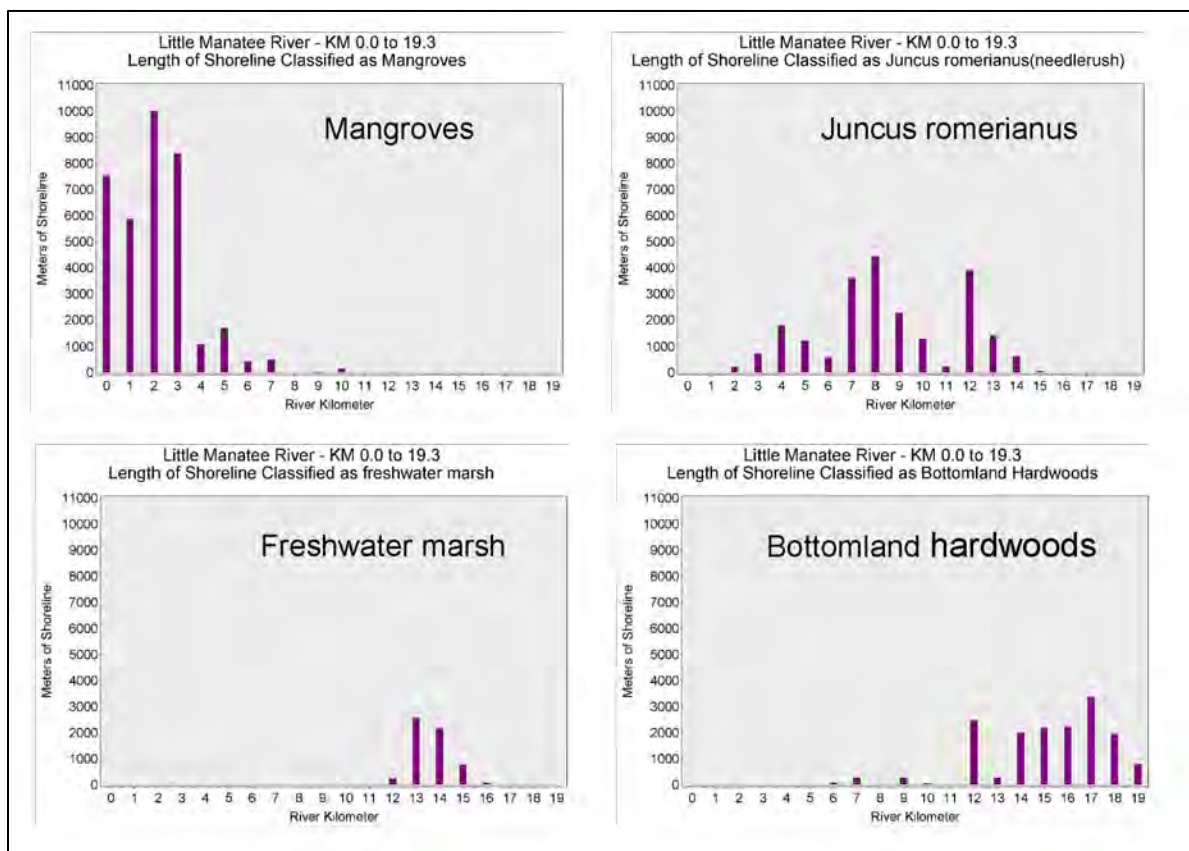 Little Manatee River - KM 0.0 to 19.3
Length of Shoreline Classified as Mangroves
Mangroves
Meters of Shoreline
11000
10000
9000
8000
7000
6000
5000
4000
3000
2000
1000
0
0 1 2 3 4 5 6 7 8 9 10 11 12 13 14 15 16 17 18 19
River Kilometer
Little Manatee River - KM 0.0 to 19.3
Length of Shoreline Classified as Juncus romerianus(needlerush)
Juncus romerianus
Meters of Shoreline
11000
10000
9000
8000
7000
6000
5000
4000
3000
2000
1000
0
0 1 2 3 4 5 6 7 8 9 10 11 12 13 14 15 16 17 18 19
River Kilometer
Little Manatee River - KM 0.0 to 19.3
Length of Shoreline Classified as freshwater marsh
Freshwater marsh
Meters of Shoreline
11000
10000
9000
8000
7000
6000
5000
4000
3000
2000
1000
0
0 1 2 3 4 5 6 7 8 9 10 11 12 13 14 15 16 17 18 19
River Kilometer
Little Manatee River - KM 0.0 to 19.3
Length of Shoreline Classified as Bottomland Hardwoods
Bottomland hardwoods
Meters of Shoreline
11000
10000
9000
8000
7000
6000
5000
4000
3000
2000
1000
0
0 1 2 3 4 5 6 7 8 9 10 11 12 13 14 15 16 17 18 19
River Kilometer